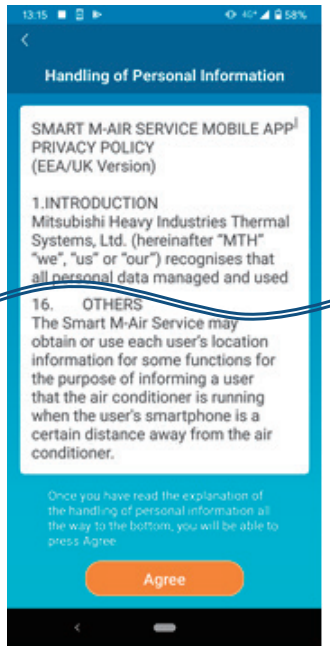 13:15 4G 58%
Handling of Personal Information
SMART M-AIR SERVICE MOBILE APP
PRIVACY POLICY
(EEA/UK Version)
1.INTRODUCTION
Mitsubishi Heavy Industries Thermal
Systems, Ltd. (hereinafter "MTH"
"we", "us" or "our") recognises that
all personal data managed and used
16. OTHERS
The Smart M-Air Service may
obtain or use each user's location
information for some functions for
the purpose of informing a user
that the air conditioner is running
when the user's smartphone is a
certain distance away from the air
conditioner.
Once you have read the explanation of
the handling of personal information all
the way to the bottom, you will be able to
press Agree
Agree